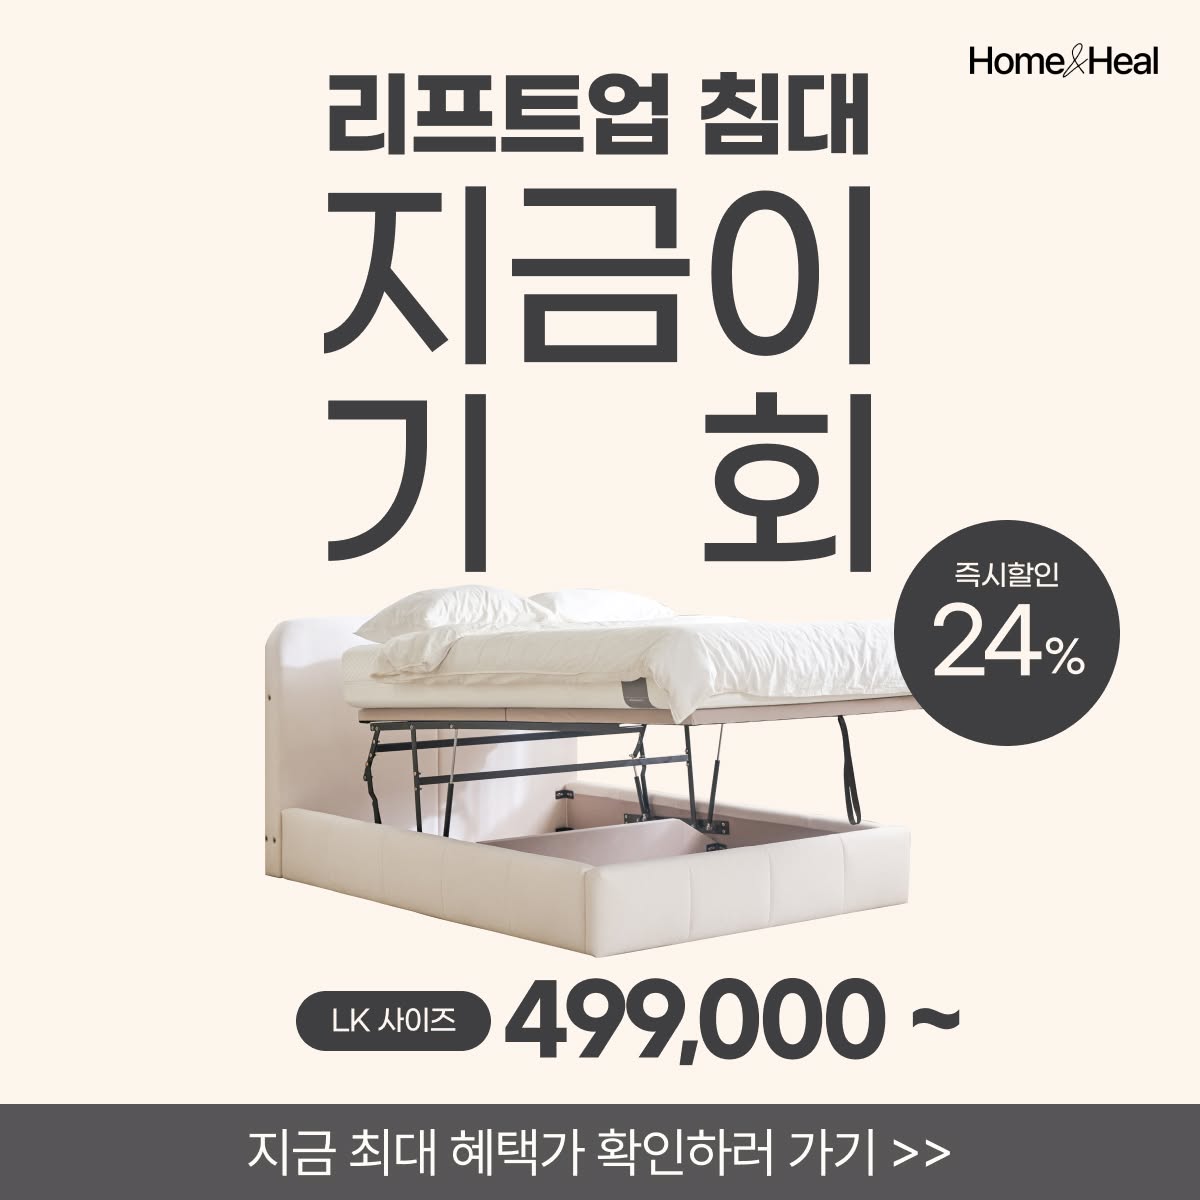 Home&Heal
리프트업 침대
지금이
기 회
즉시할인
24%
LK 사이즈 499,000 ~
지금 최대 혜택가 확인하러 가기 >>